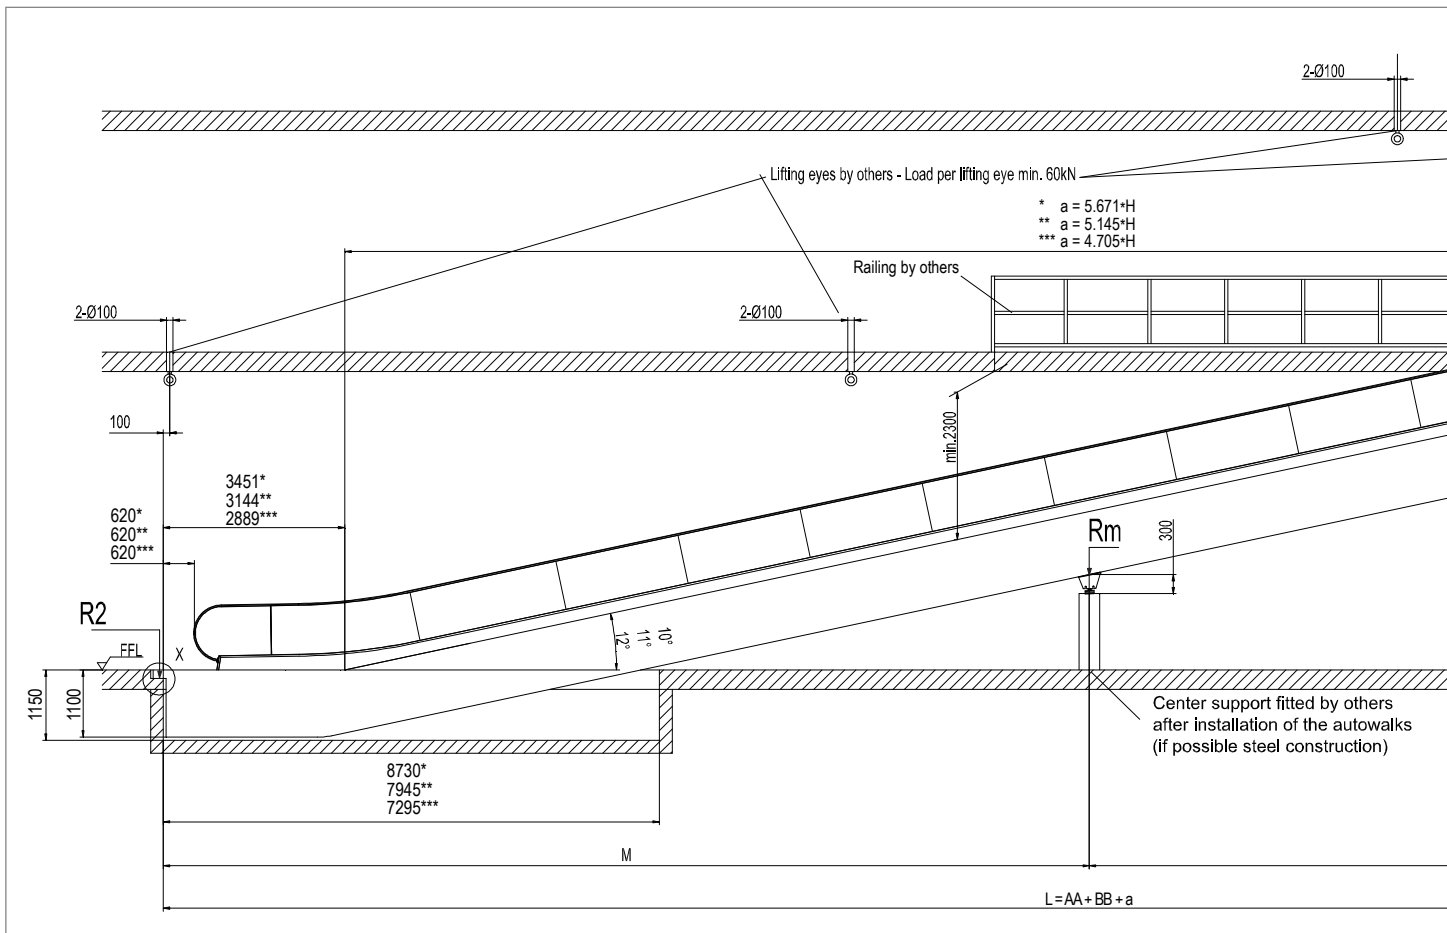 2-Ø100
Lifting eyes by others - Load per lifting eye min. 60kN
* a = 5.671*H
** a = 5.145*H
*** a = 4.705*H
Railing by others
2-Ø100
2-Ø100
100
min.2300
3451*
3144**
2889***
620*
620**
620***
Rm
300
R2
10°
11°
12°
FFL
X
1150
1100
Center support fitted by others
after installation of the autowalks
(if possible steel construction)
8730*
7945**
7295***
M
L=AA+BB+a